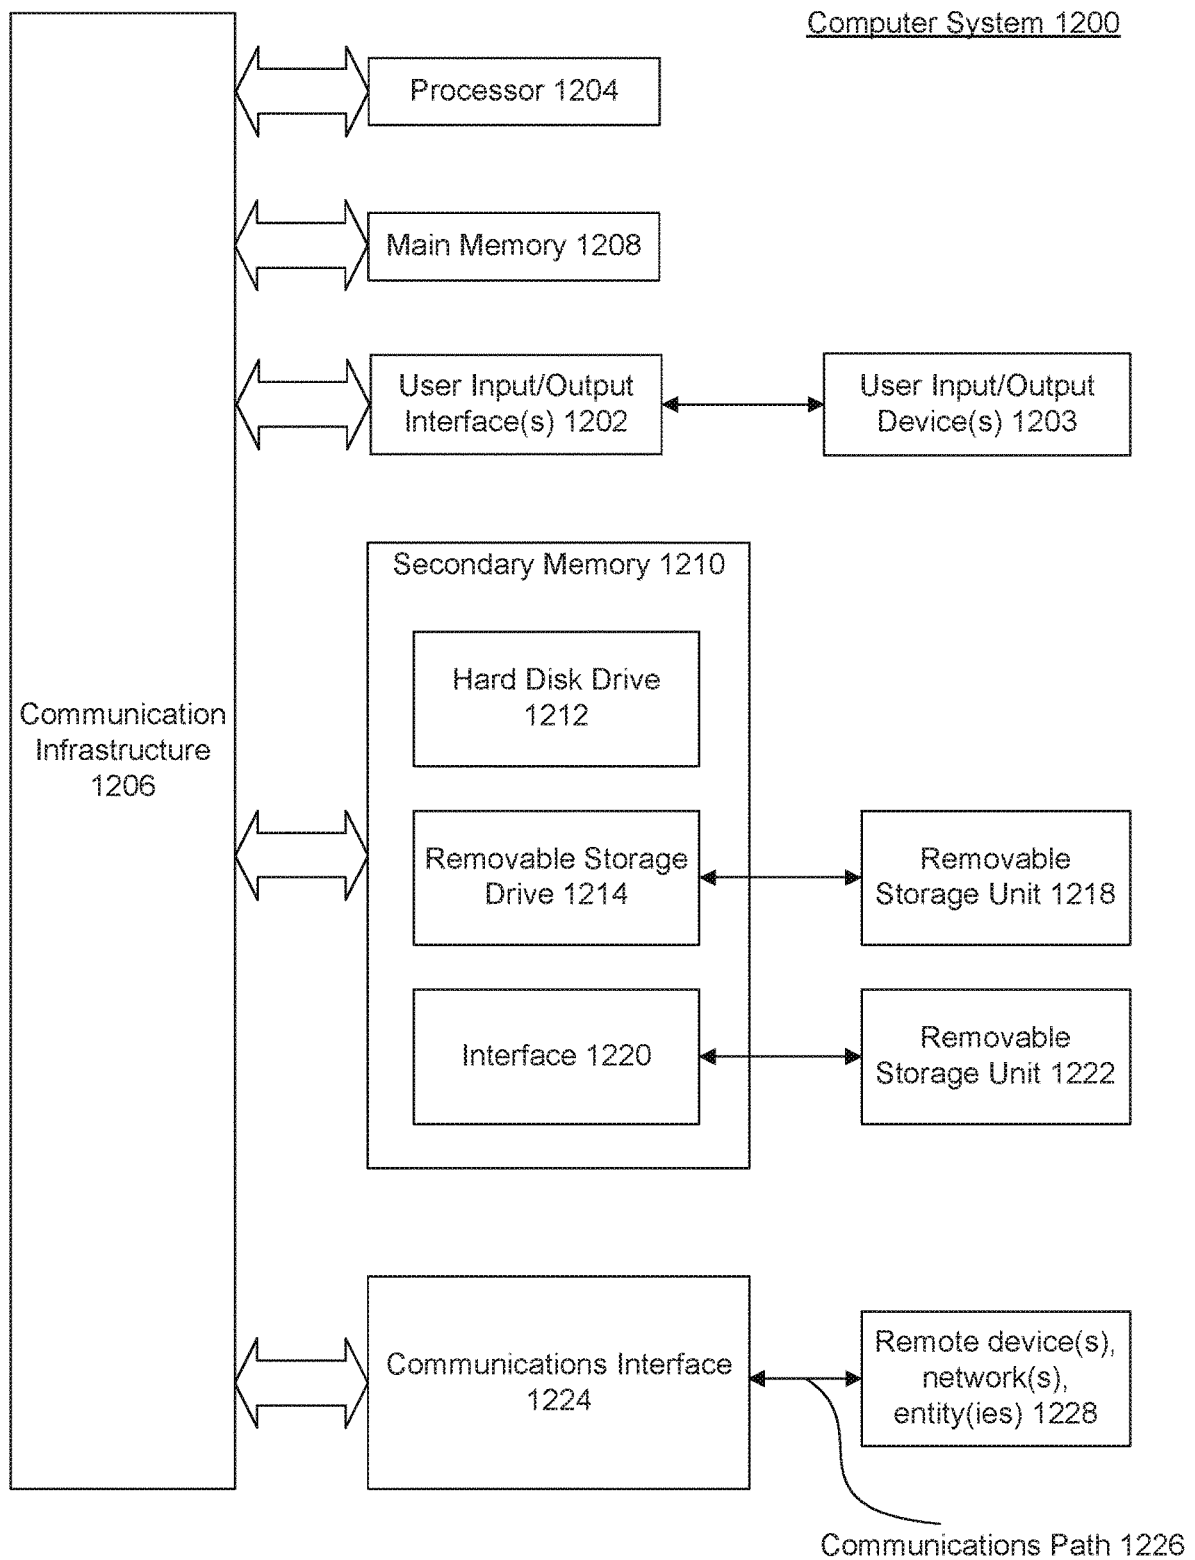 Computer System 1200
Processor 1204
Main Memory 1208
User Input/Output
Interface(s) 1202
User Input/Output
Device(s) 1203
Secondary Memory 1210
Hard Disk Drive
1212
Communication
Infrastructure
1206
Removable Storage
Drive 1214
Removable
Storage Unit 1218
Interface 1220
Removable
Storage Unit 1222
Communications Interface
1224
Remote device(s),
network(s),
entity(ies) 1228
Communications Path 1226